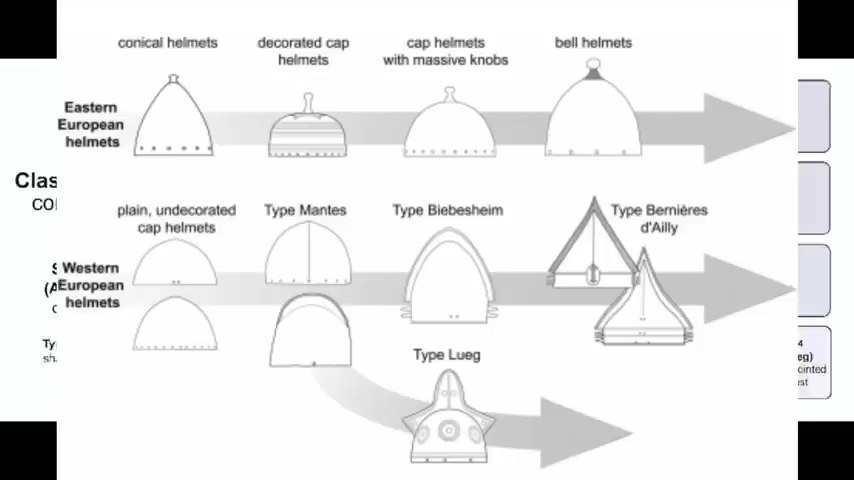 conical helmets
decorated cap
helmets
cap helmets
with massive knobs
bell helmets
Eastern
European
helmets
plain, undecorated
cap helmets
Type Mantes
Type Biebesheim
Type Bernières
d'Ailly
Western
European
helmets
Type Lueg